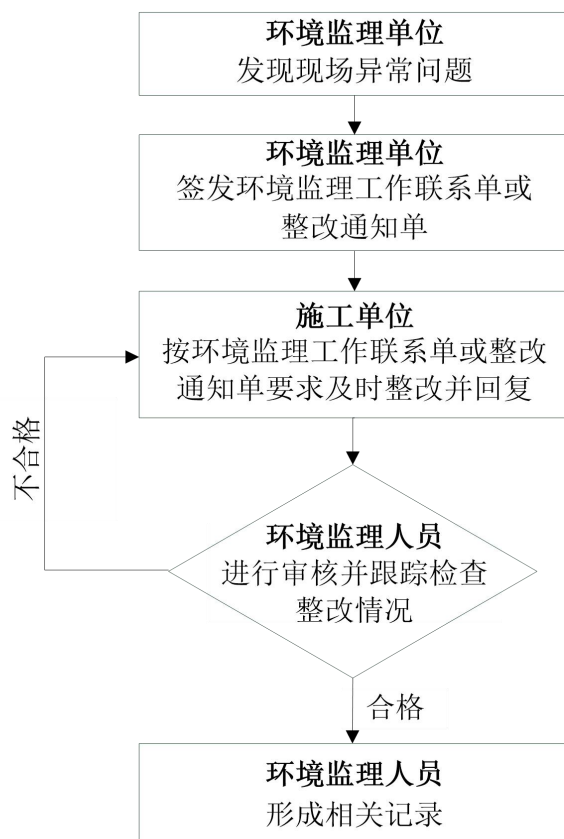 环境监理单位
发现现场异常问题
环境监理单位
签发环境监理工作联系单或
整改通知单
施工单位
按环境监理工作联系单或整改
通知单要求及时整改并回复
不合格
环境监理人员
进行审核并跟踪检查
整改情况
合格
环境监理人员
形成相关记录